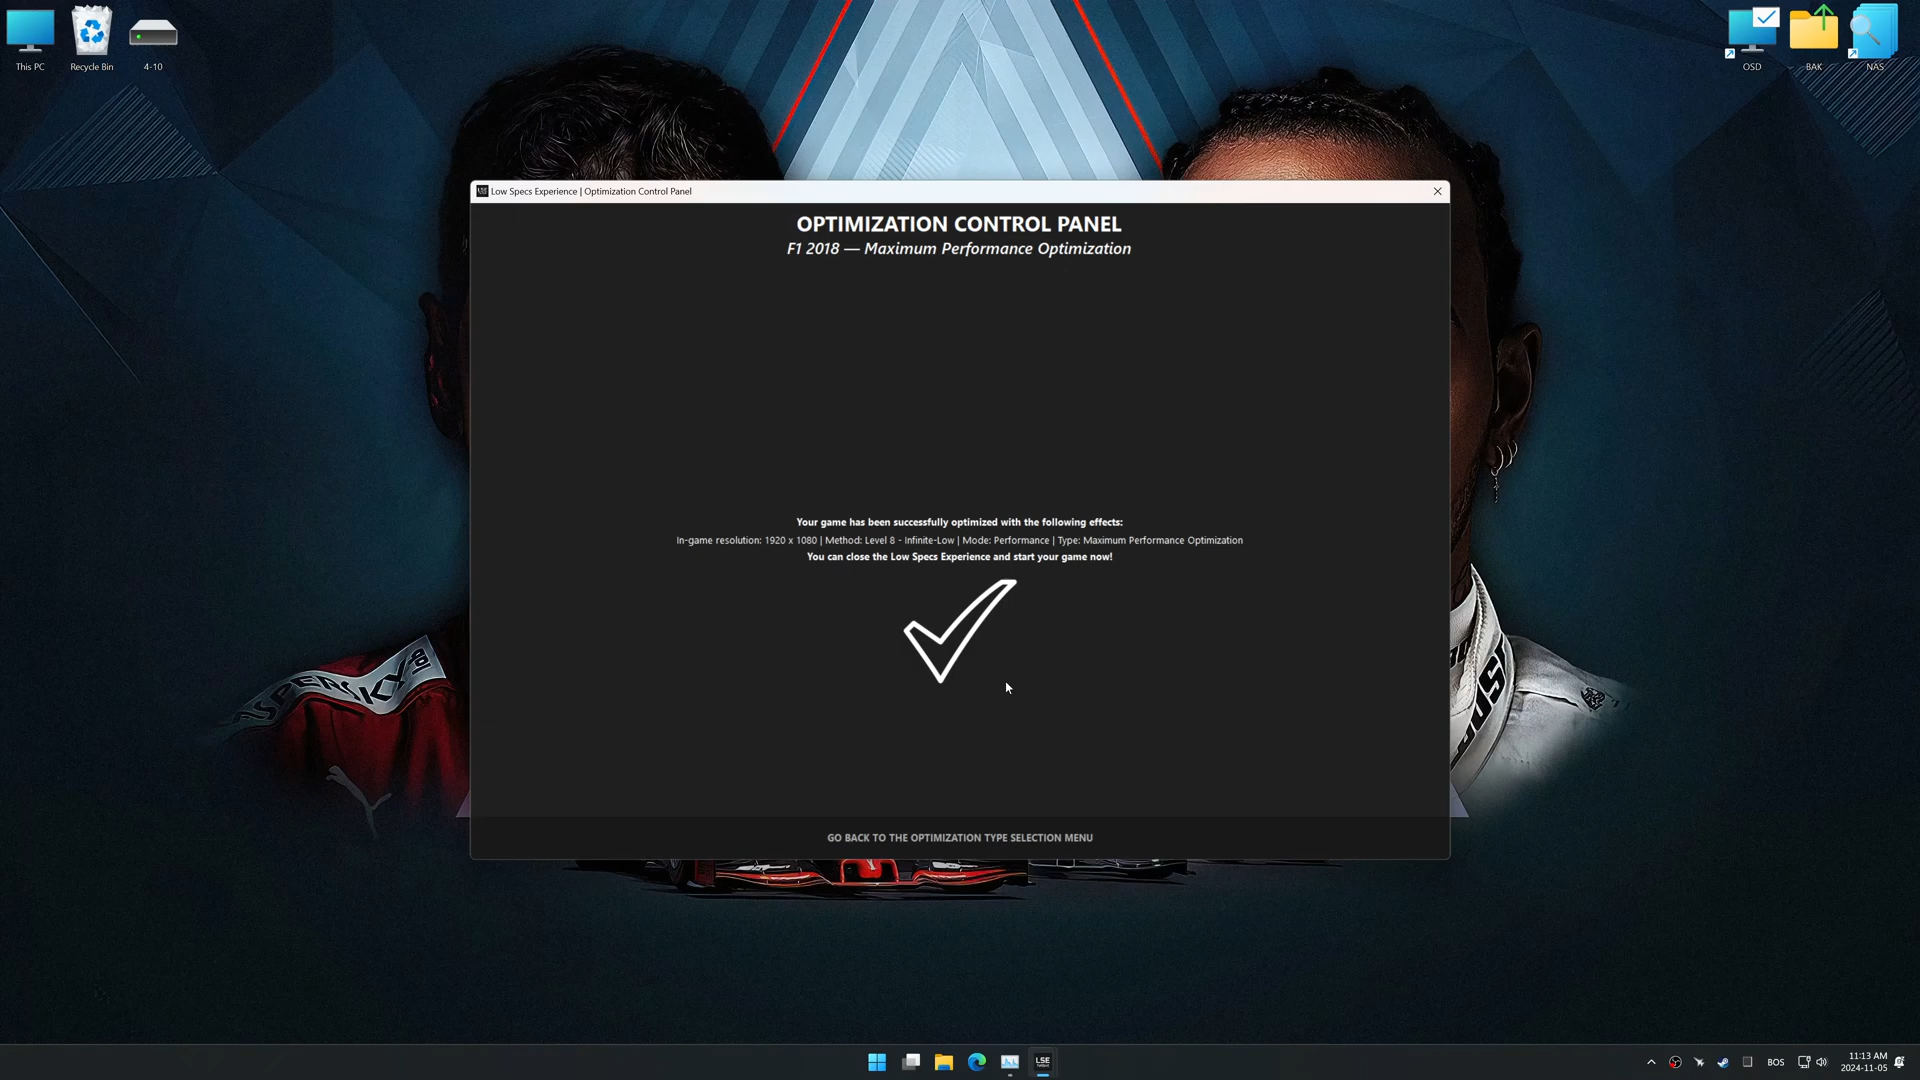 This PC
Recycle Bin
4-10
OSD
BAK
NAS
Low Specs Experience | Optimization Control Panel
OPTIMIZATION CONTROL PANEL
F1 2018 — Maximum Performance Optimization
Your game has been successfully optimized with the following effects:
In-game resolution: 1920 x 1080 | Method: Level 8 - Infinite-Low | Mode: Performance | Type: Maximum Performance Optimization
You can close the Low Specs Experience and start your game now!
GO BACK TO THE OPTIMIZATION TYPE SELECTION MENU
LSE
BOS
11:13 AM
2024-11-05